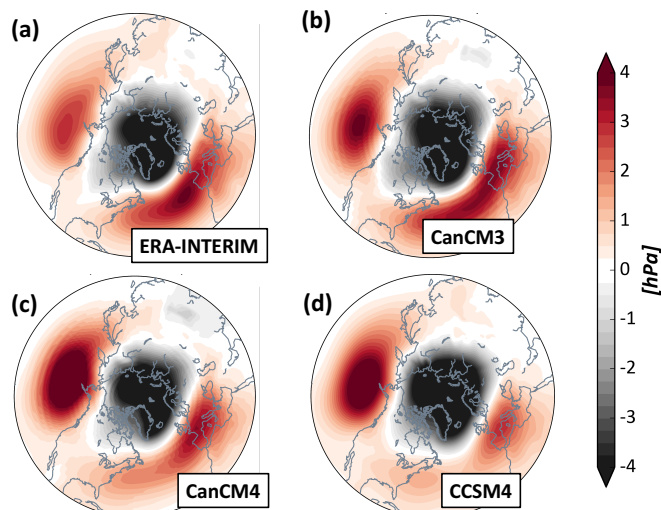 (a)
ERA-INTERIM
(b)
CanCM3
(c)
CanCM4
(d)
CCSM4
4
3
2
1
0
-1
-2
-3
-4
[hPa]